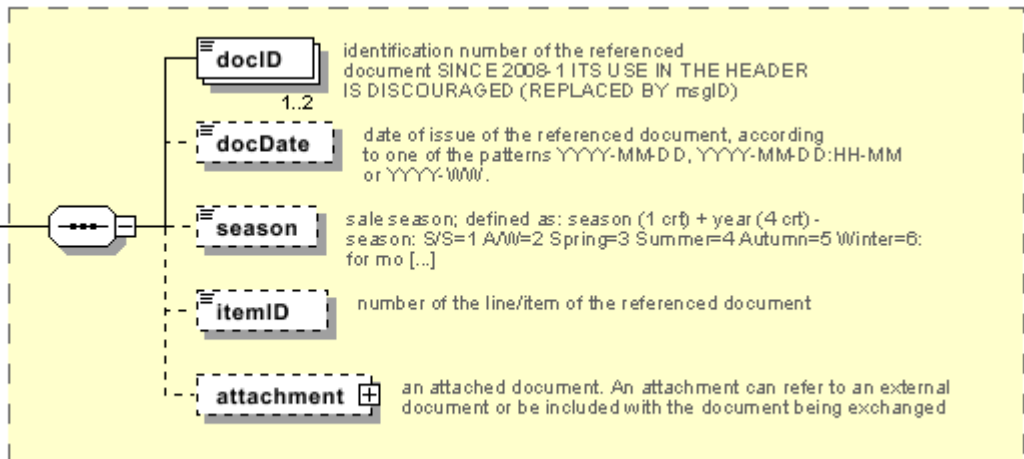 docID
identification number of the referenced
document SINCE 2008-1 ITS USE IN THE HEADER
IS DISCOURAGED (REPLACED BY msgID)
1..2
docDate
date of issue of the referenced document, according
to one of the patterns YYYY-MM-DD, YYYY-MM-DD:HH-MM
or YYYY-WW.
season
sale season; defined as: season (1 crt) + year (4 crt) -
season: S/S=1 A/W=2 Spring=3 Summer=4 Autumn=5 Winter=6:
for mo [...]
itemID
number of the line/item of the referenced document
attachment
an attached document. An attachment can refer to an external
document or be included with the document being exchanged